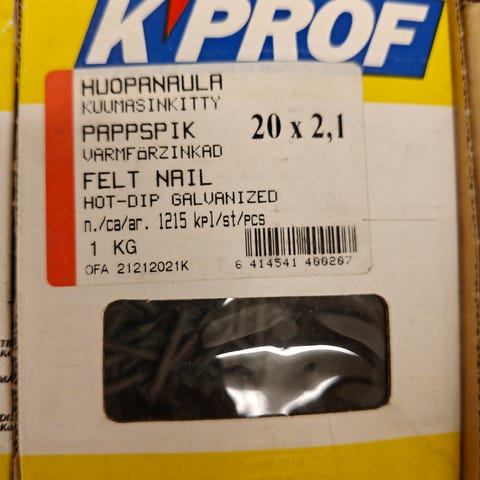 K'PROF
HUOPANAULA
KUUMASINKITTY
PAPPSPIK 20 x 2,1
VARMFÖRZINKAD
FELT NAIL
HOT-DIP GALVANIZED
n./ca/ar. 1215 kpl/st/pcs
1 KG
OFA 21212021K 6 414541 400207